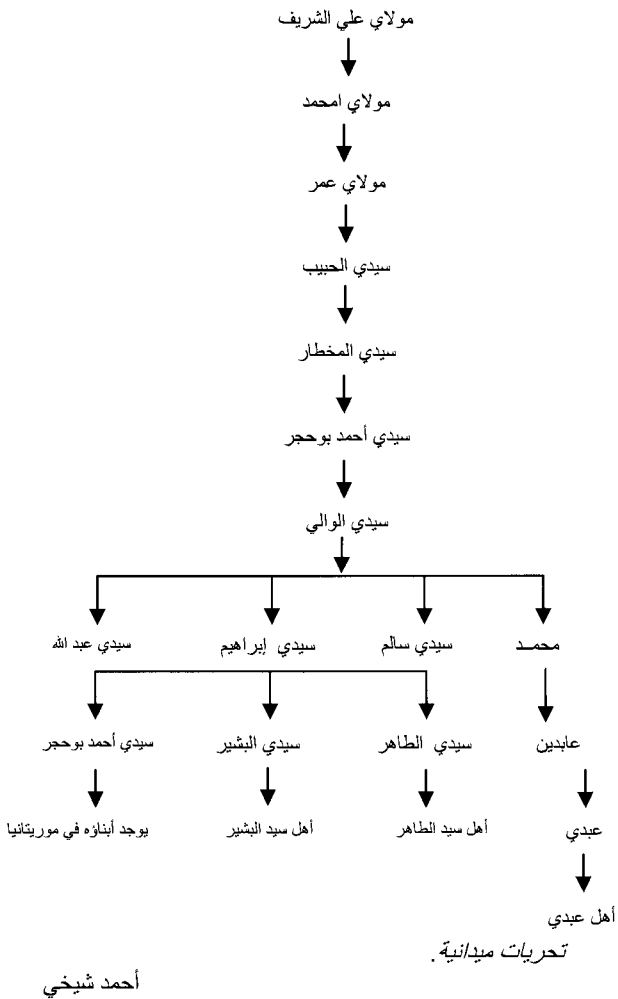 مولاي علي الشريف
مولاي امحمد
مولاي عمر
سيدي الحبيب
سيدي المخطار
سيدي أحمد بوحجر
سيدي الوالي
محمد سيدي سالم سيدي إبراهيم سيدي عبد الله
عابدين سيدي الطاهر سيدي البشير سيدي أحمد بوحجر
عبدي أهل سيد الطاهر أهل سيد البشير يوجد أبناؤه في موريتانيا
أهل عبدي
تحريات ميدانية.
أحمد شيخي